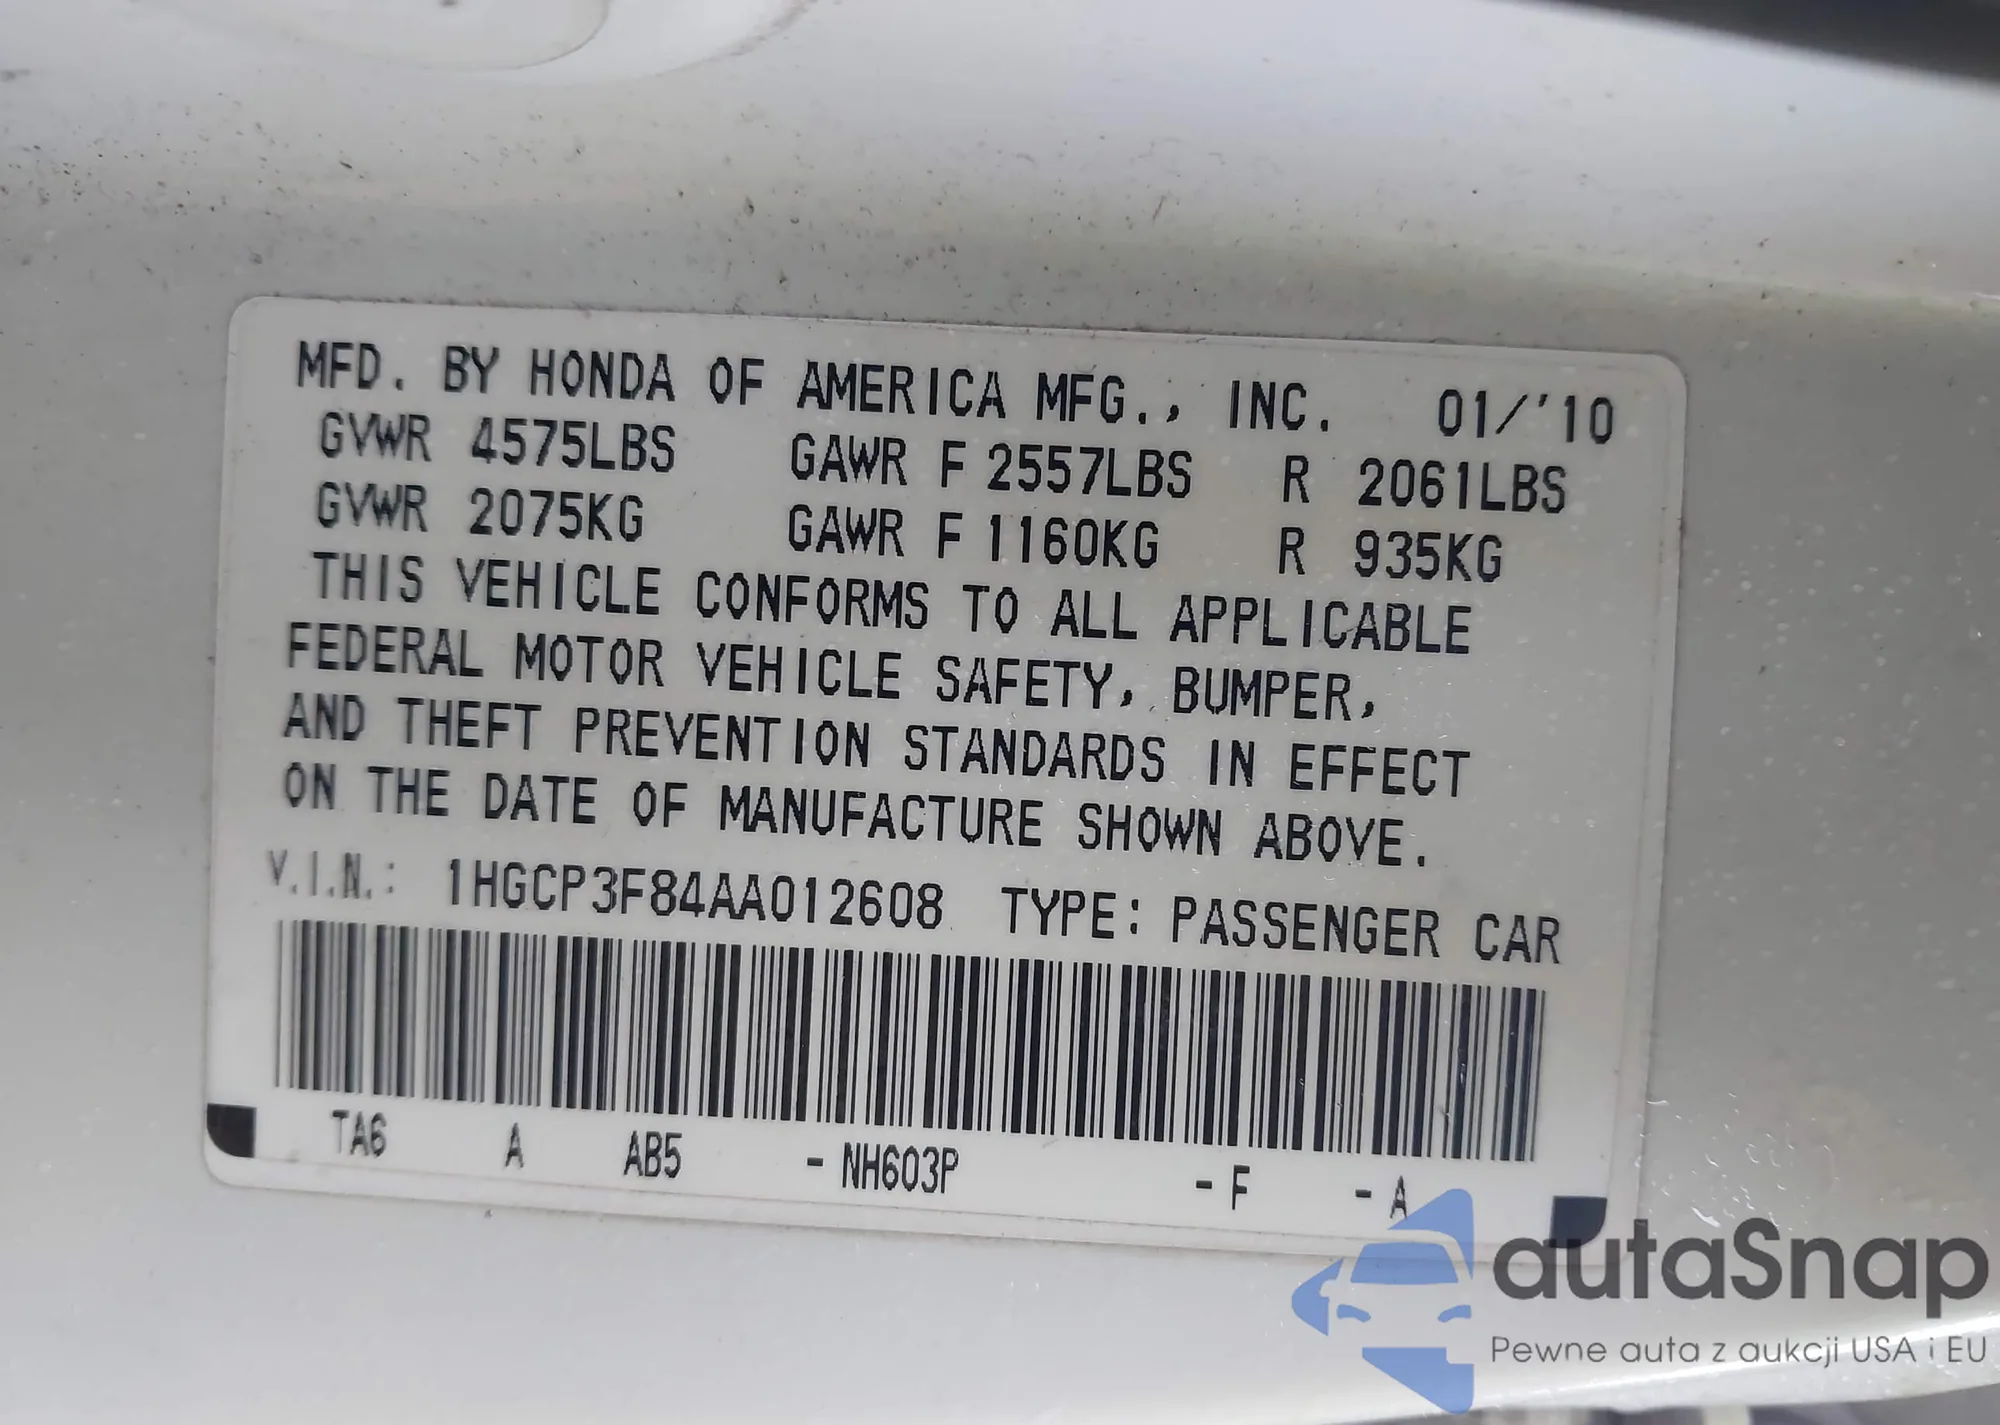 MFD. BY HONDA OF AMERICA MFG., INC. 01/'10
GVWR 4575LBS GAWR F 2557LBS R 2061LBS
GVWR 2075KG GAWR F 1160KG R 935KG
THIS VEHICLE CONFORMS TO ALL APPLICABLE
FEDERAL MOTOR VEHICLE SAFETY, BUMPER,
AND THEFT PREVENTION STANDARDS IN EFFECT
ON THE DATE OF MANUFACTURE SHOWN ABOVE.
V.I.N.: 1HGCP3F84AA012608 TYPE: PASSENGER CAR
TA6 A AB5 - NH603P - F - A
autaSnap
Pewne auta z aukcji USA i EU